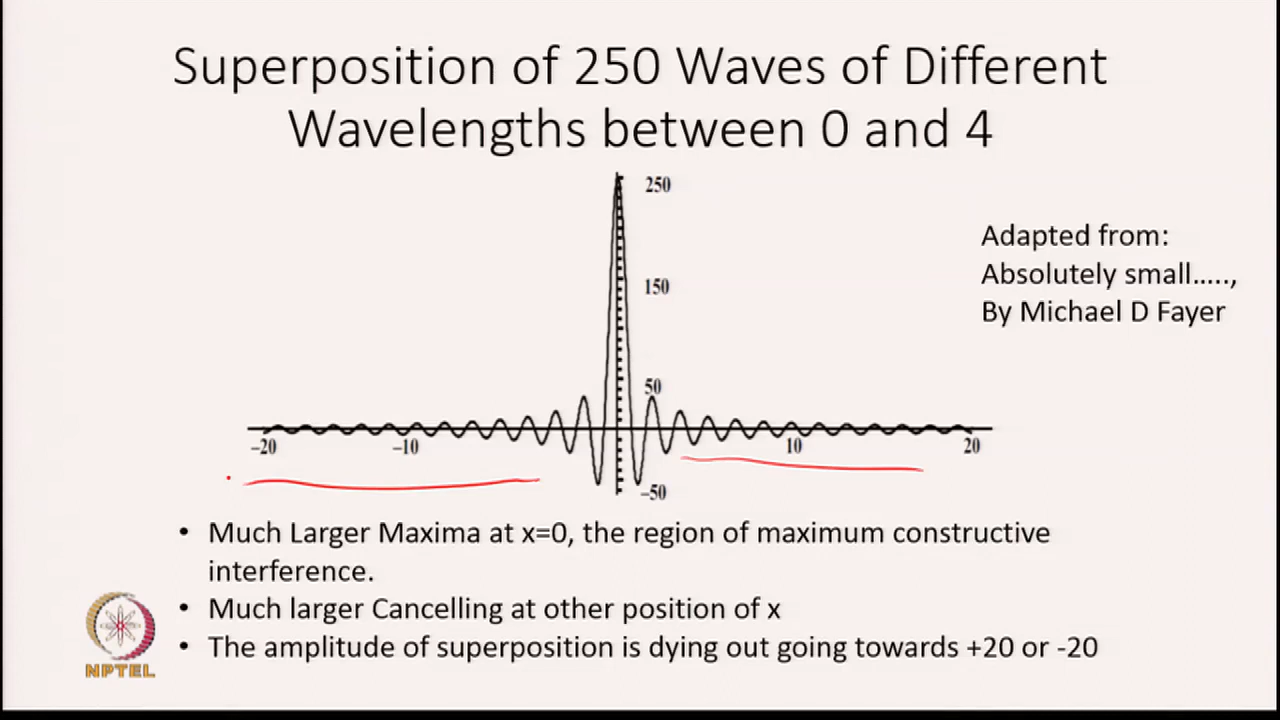 Superposition of 250 Waves of Different
Wavelengths between 0 and 4
250
Adapted from:
Absolutely small…..,
By Michael D Fayer
150
50
–20
–10
10
20
–50
• Much Larger Maxima at x=0, the region of maximum constructive
interference.
• Much larger Cancelling at other position of x
• The amplitude of superposition is dying out going towards +20 or -20
NPTEL